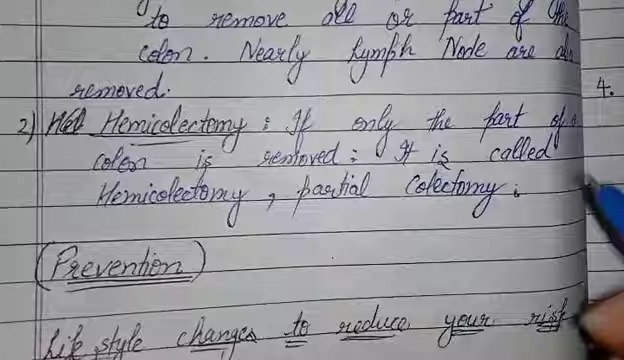 to remove all or part of the
colon. Nearly Lymph Node are
removed.
4.
2) Hemicolectomy : If only the part of
colon is removed : It is called
Hemicolectomy, partial Colectomy.
(Prevention)
Life style changes to reduce your risk